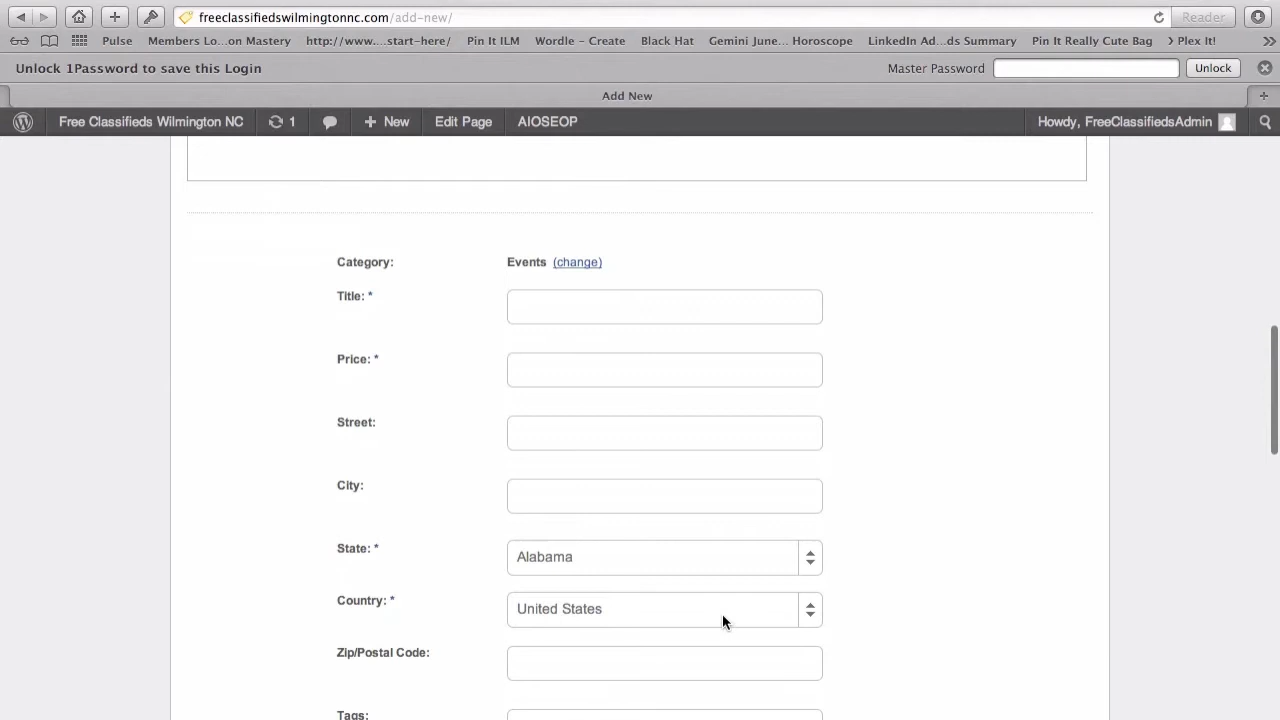 freeclassifiedswilmingtonnc.com/add-new/
Reader
Pulse Members Lo...on Mastery http://www....start-here/ Pin It ILM Wordle – Create Black Hat Gemini June... Horoscope LinkedIn Ad...ds Summary Pin It Really Cute Bag > Plex It!
Unlock 1Password to save this Login Master Password Unlock
Add New
Free Classifieds Wilmington NC 1 New Edit Page AIOSEOP Howdy, FreeClassifiedsAdmin
Category: Events (change)
Title: *
Price: *
Street:
City:
State: * Alabama
Country: * United States
Zip/Postal Code:
Tags: